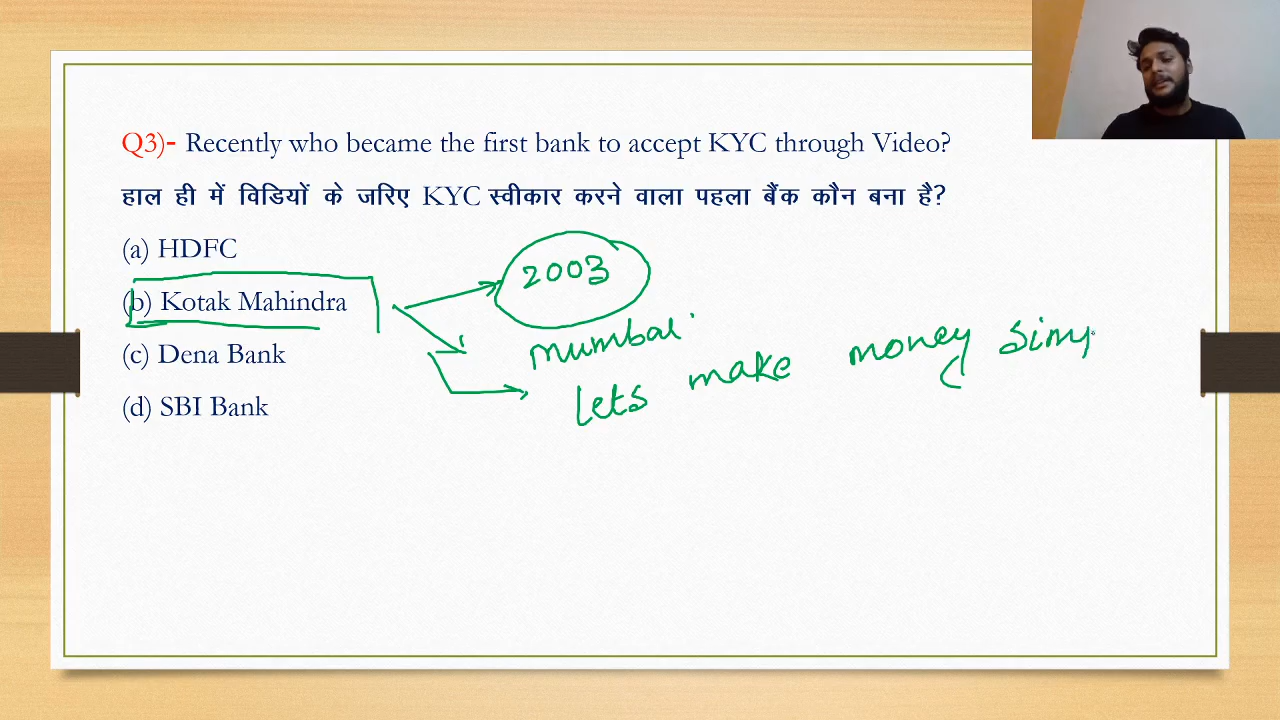 Q3)- Recently who became the first bank to accept KYC through Video?
हाल ही में विडियों के जरिए KYC स्वीकार करने वाला पहला बैंक कौन बना है?
(a) HDFC
(b) Kotak Mahindra
(c) Dena Bank
(d) SBI Bank
2003
mumbai
lets make money simp